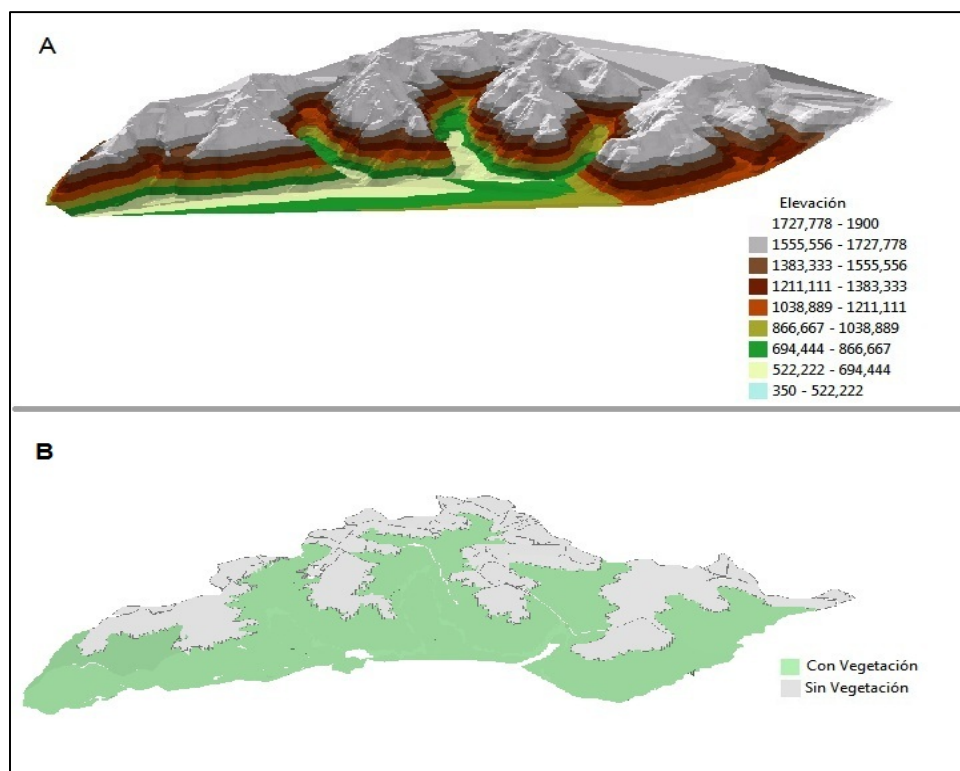 A
Elevación
1727,778 - 1900
1555,556 - 1727,778
1383,333 - 1555,556
1211,111 - 1383,333
1038,889 - 1211,111
866,667 - 1038,889
694,444 - 866,667
522,222 - 694,444
350 - 522,222
B
Con Vegetación
Sin Vegetación